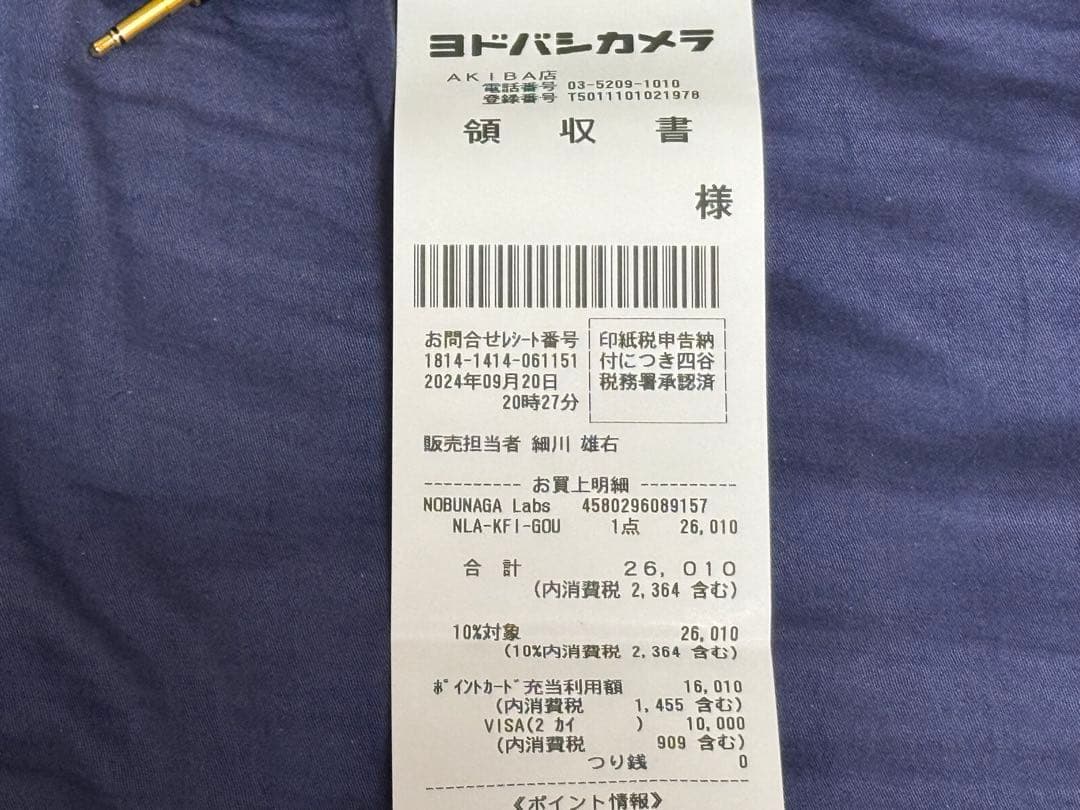 ヨドバシカメラ
AKIBA店
電話番号 03-5209-1010
登録番号 T5011101021978
領 収 書
様
お問合せﾚｼｰﾄ番号
1814-1414-061151
2024年09月20日
20時27分
印紙税申告納
付につき四谷
税務署承認済
販売担当者 細川 雄右
---------- お買上明細 ----------
NOBUNAGA Labs 4580296089157
NLA-KFI-GOU 1点 26,010
合 計 26,010
(内消費税 2,364 含む)
10%対象 26,010
(10%内消費税 2,364 含む)
ﾎﾟｲﾝﾄｶｰﾄﾞ充当利用額 16,010
(内消費税 1,455 含む)
VISA(2 ｶｲ ) 10,000
(内消費税 909 含む)
つり銭 0
《ポイント情報》